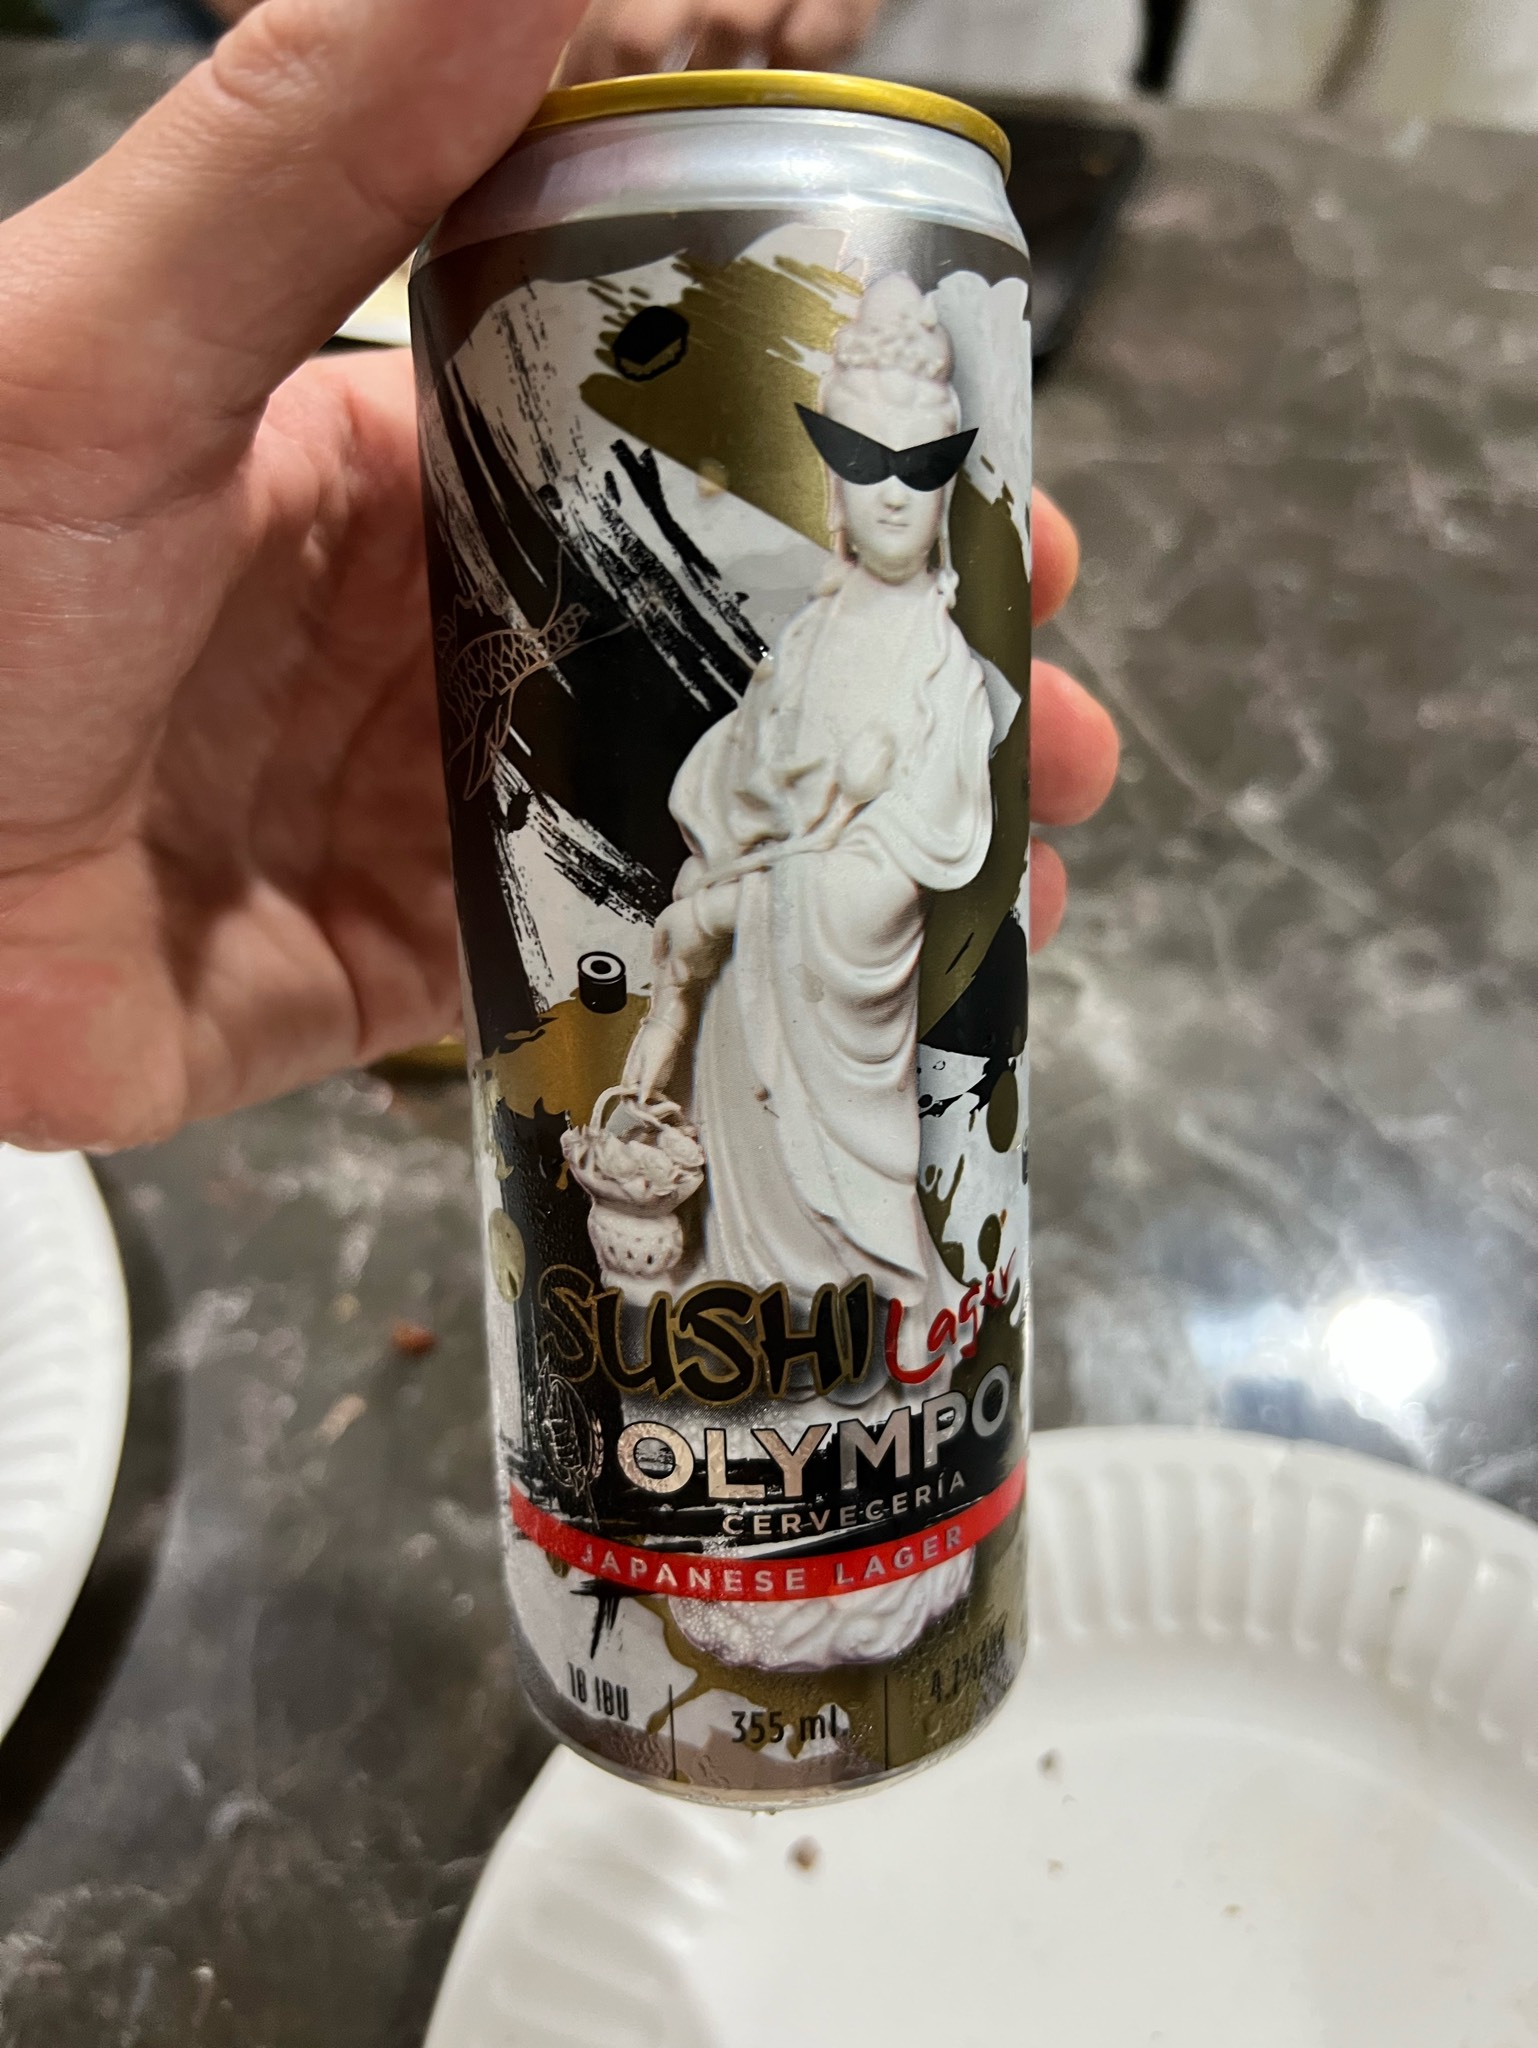 SUSHI Lager
OLYMPO
CERVECERÍA
JAPANESE LAGER
18 IBU
355 ml